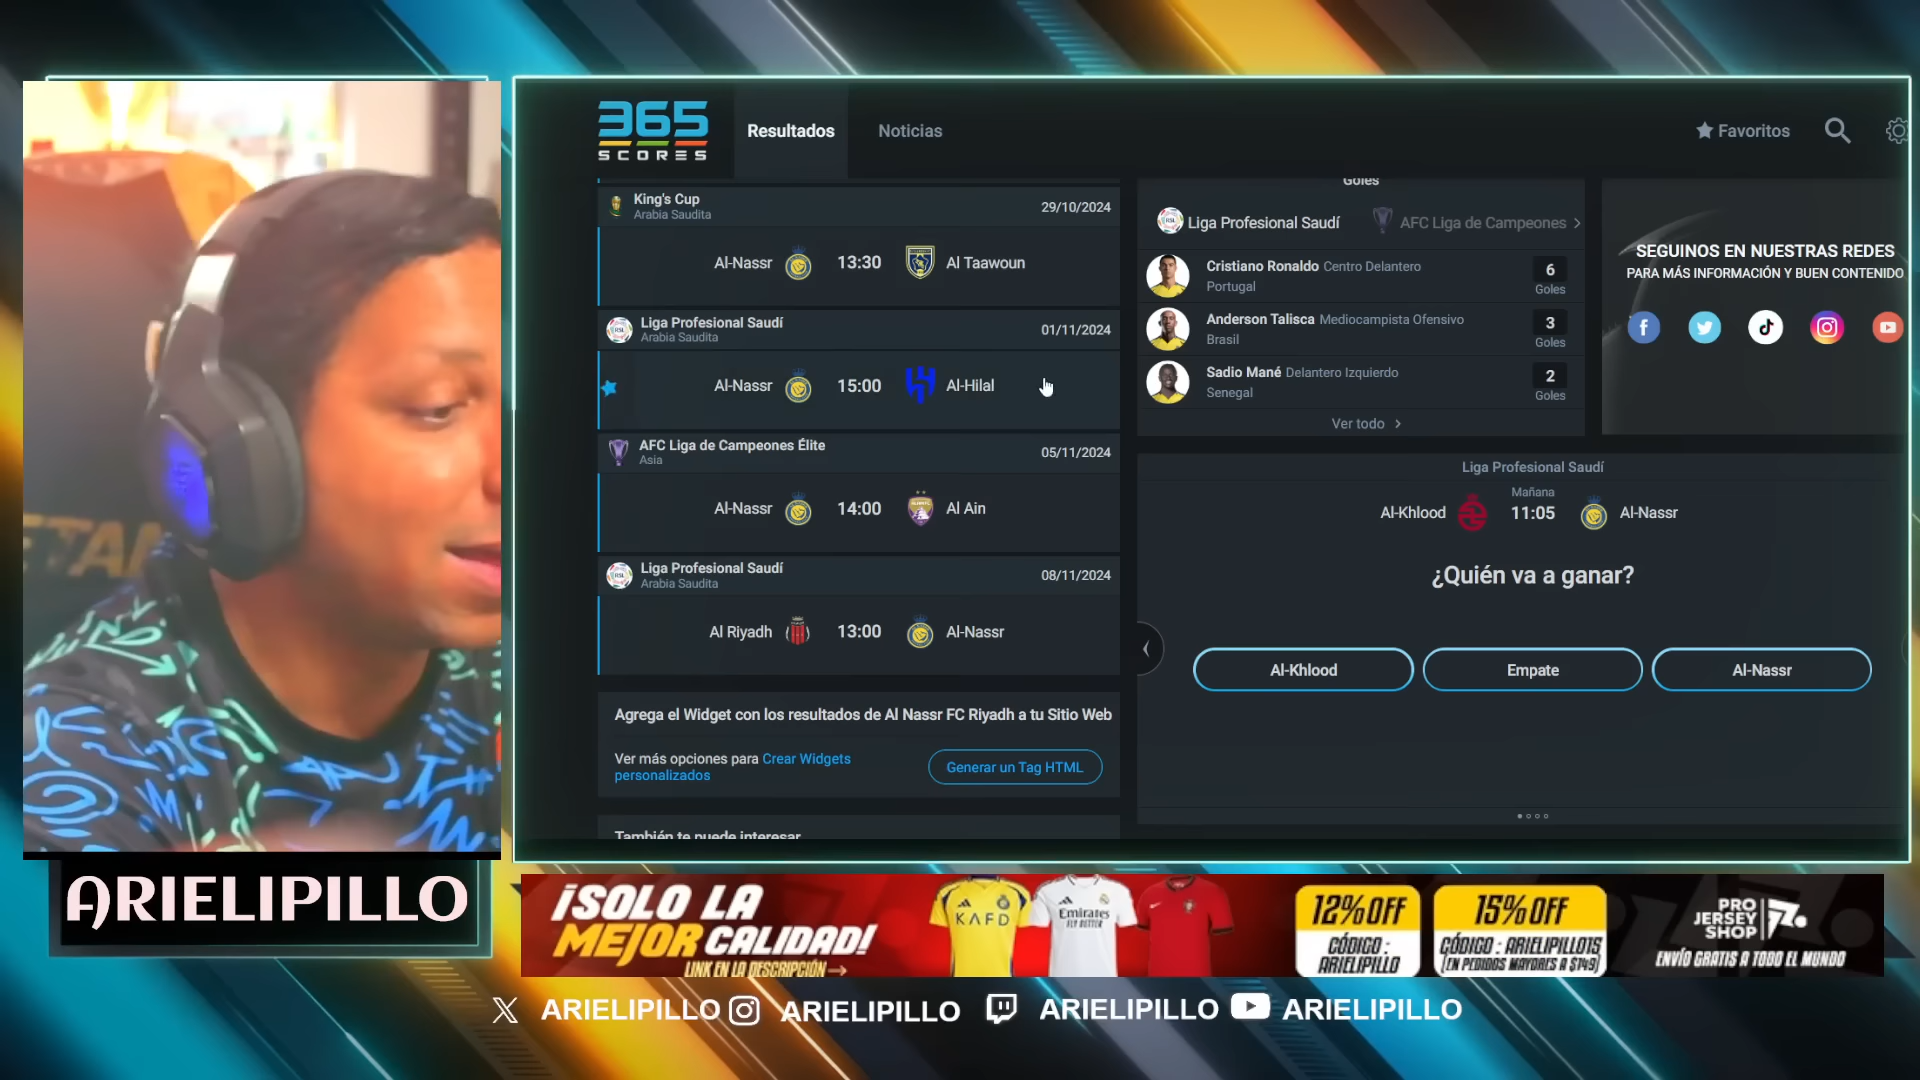 365
SCORES
Resultados
Noticias
Favoritos
King's Cup
Arabia Saudita
29/10/2024
Al-Nassr
13:30
Al Taawoun
Liga Profesional Saudí
Arabia Saudita
01/11/2024
Al-Nassr
15:00
Al-Hilal
AFC Liga de Campeones Élite
Asia
05/11/2024
Al-Nassr
14:00
Al Ain
Liga Profesional Saudí
Arabia Saudita
08/11/2024
Al Riyadh
13:00
Al-Nassr
Agrega el Widget con los resultados de Al Nassr FC Riyadh a tu Sitio Web
Ver más opciones para Crear Widgets
personalizados
Generar un Tag HTML
También te puede interesar
Goles
Liga Profesional Saudí
AFC Liga de Campeones
Cristiano Ronaldo Centro Delantero
Portugal
6
Goles
Anderson Talisca Mediocampista Ofensivo
Brasil
3
Goles
Sadio Mané Delantero Izquierdo
Senegal
2
Goles
Ver todo
SEGUINOS EN NUESTRAS REDES
PARA MÁS INFORMACIÓN Y BUEN CONTENIDO
Liga Profesional Saudí
Mañana
Al-Khlood
11:05
Al-Nassr
¿Quién va a ganar?
Al-Khlood
Empate
Al-Nassr
ARIELIPILLO
¡SOLO LA
MEJOR CALIDAD!
LINK EN LA DESCRIPCIÓN
KAFD
Emirates
FLY BETTER
12% OFF
CÓDIGO :
ARIELIPILLO
15% OFF
CÓDIGO : ARIELIPILLO15
(EN PEDIDOS MAYORES A $149)
PRO
JERSEY
SHOP
ENVÍO GRATIS A TODO EL MUNDO
ARIELIPILLO
ARIELIPILLO
ARIELIPILLO
ARIELIPILLO